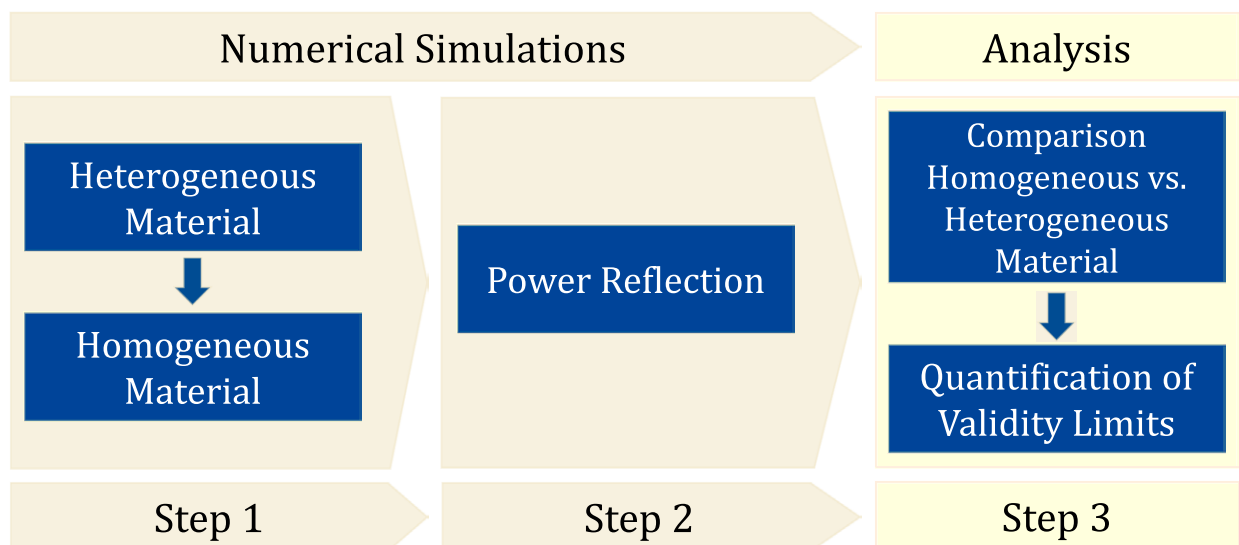 Numerical Simulations
Analysis
Heterogeneous
Material
Homogeneous
Material
Power Reflection
Comparison
Homogeneous vs.
Heterogeneous
Material
Quantification of
Validity Limits
Step 1
Step 2
Step 3